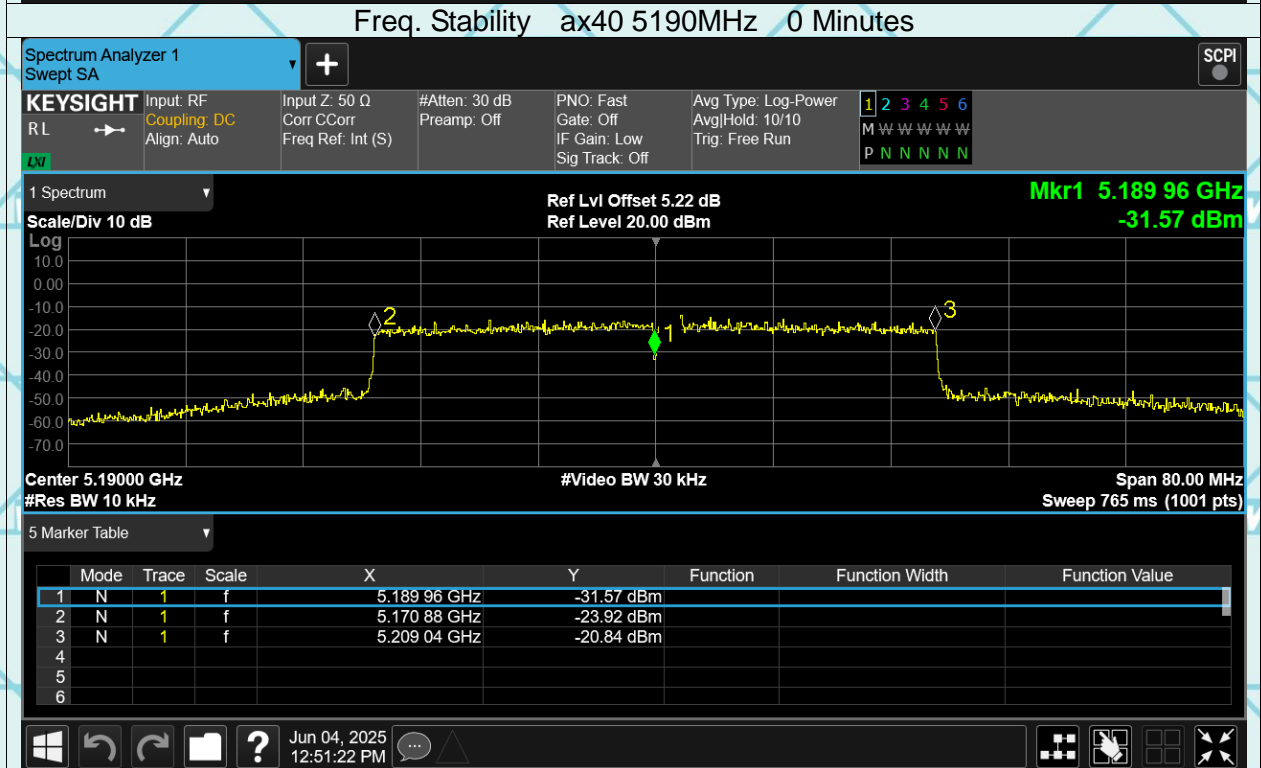 Freq. Stability ax40 5190MHz 0 Minutes
Spectrum Analyzer 1
Swept SA
+
SCPI
KEYSIGHT
RL
LXI
Input: RF
Coupling: DC
Align: Auto
Input Z: 50 Ω
Corr CCorr
Freq Ref: Int (S)
#Atten: 30 dB
Preamp: Off
PNO: Fast
Gate: Off
IF Gain: Low
Sig Track: Off
Avg Type: Log-Power
Avg|Hold: 10/10
Trig: Free Run
1 2 3 4 5 6
M W W W W W
P N N N N N
1 Spectrum
Scale/Div 10 dB
Ref Lvl Offset 5.22 dB
Ref Level 20.00 dBm
Mkr1 5.189 96 GHz
-31.57 dBm
Log
10.0
0.00
-10.0
-20.0
-30.0
-40.0
-50.0
-60.0
-70.0
2
1
3
Center 5.19000 GHz
#Video BW 30 kHz
Span 80.00 MHz
#Res BW 10 kHz
Sweep 765 ms (1001 pts)
5 Marker Table
Mode Trace Scale X Y Function Function Width Function Value
1 N 1 f 5.189 96 GHz -31.57 dBm
2 N 1 f 5.170 88 GHz -23.92 dBm
3 N 1 f 5.209 04 GHz -20.84 dBm
4
5
6
?
Jun 04, 2025
12:51:22 PM